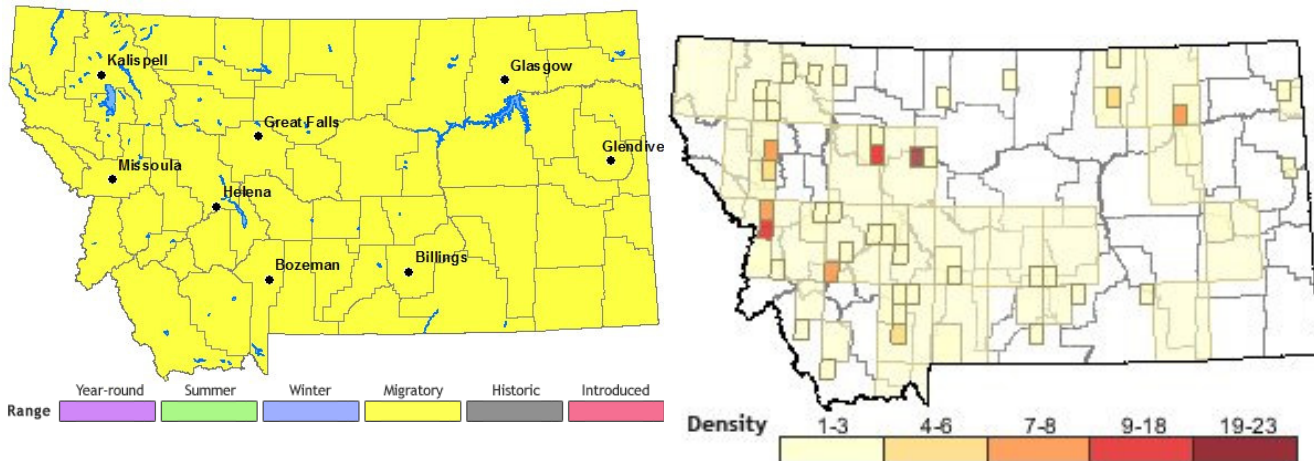 Kalispell
Glasgow
Great Falls
Glendive
Missoula
Helena
Billings
Bozeman
Year-round Summer Winter Migratory Historic Introduced
Range
Density 1-3 4-6 7-8 9-18 19-23